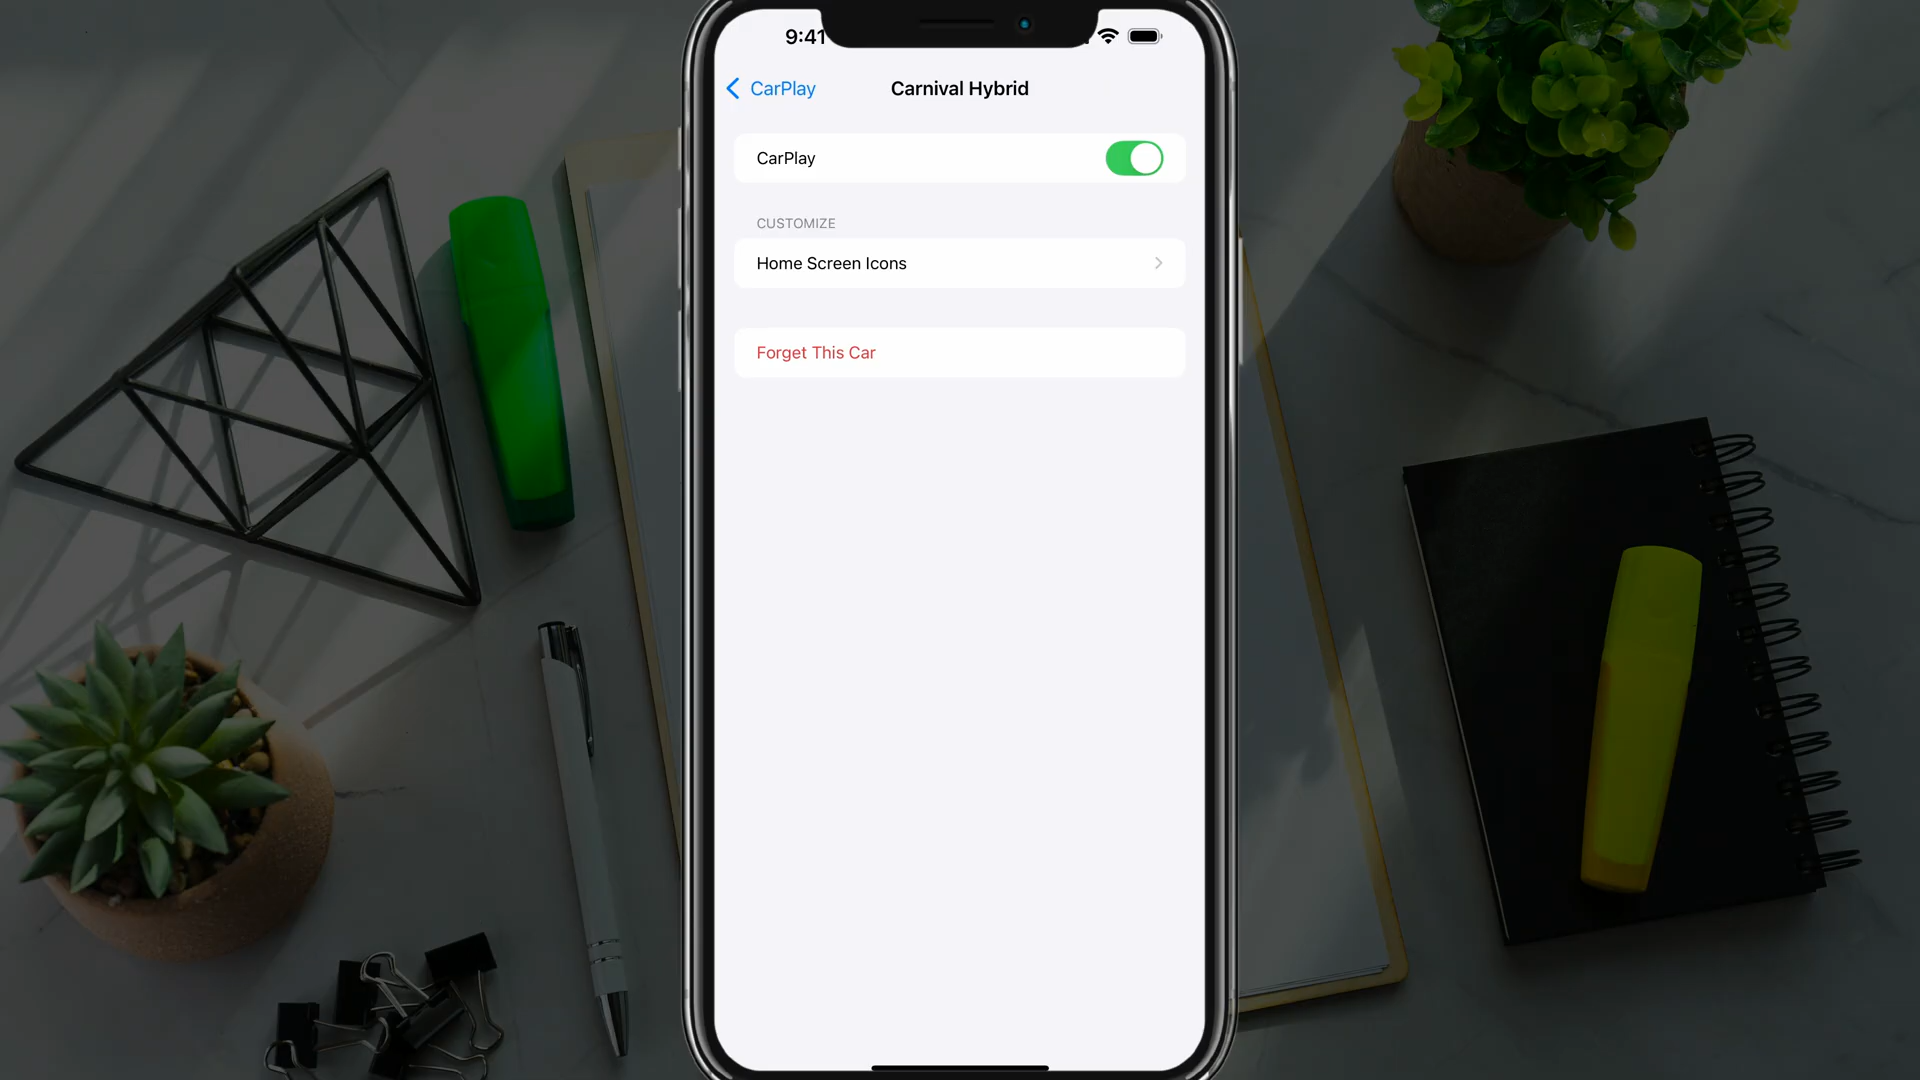 9:41
CarPlay
Carnival Hybrid
CarPlay
CUSTOMIZE
Home Screen Icons
Forget This Car